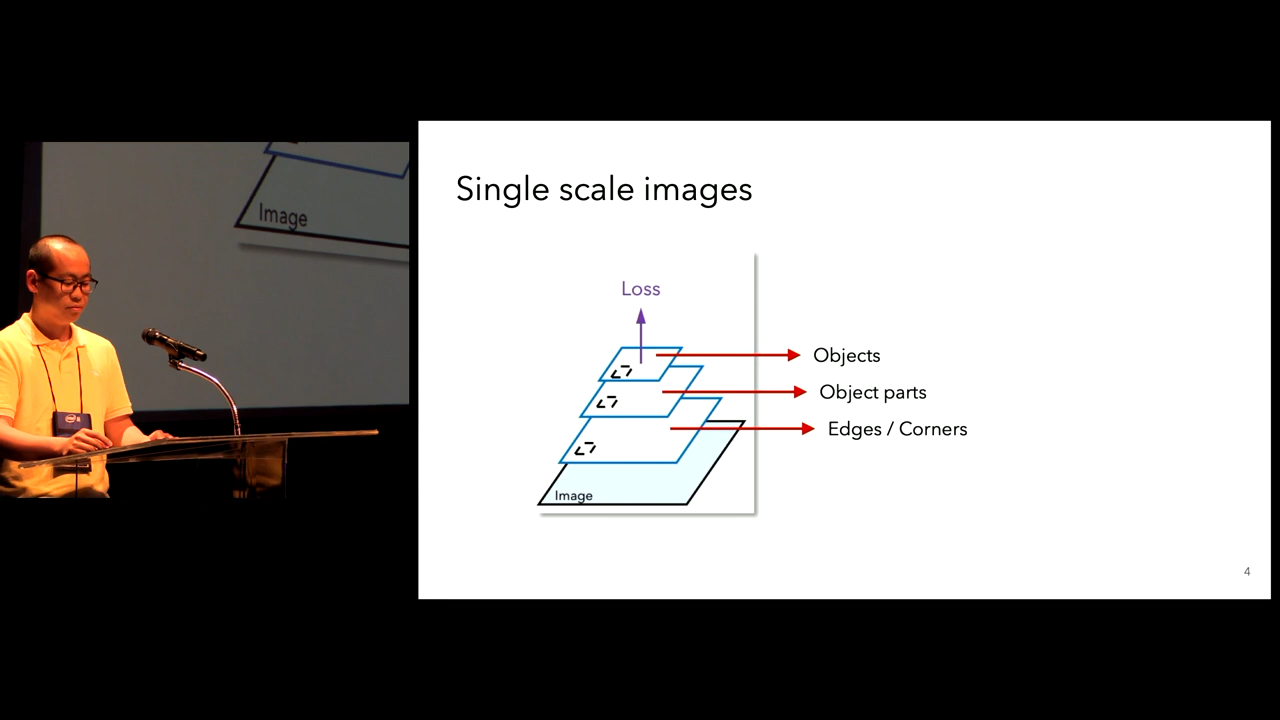 Image
Single scale images
Loss
Objects
Object parts
Edges / Corners
Image
4